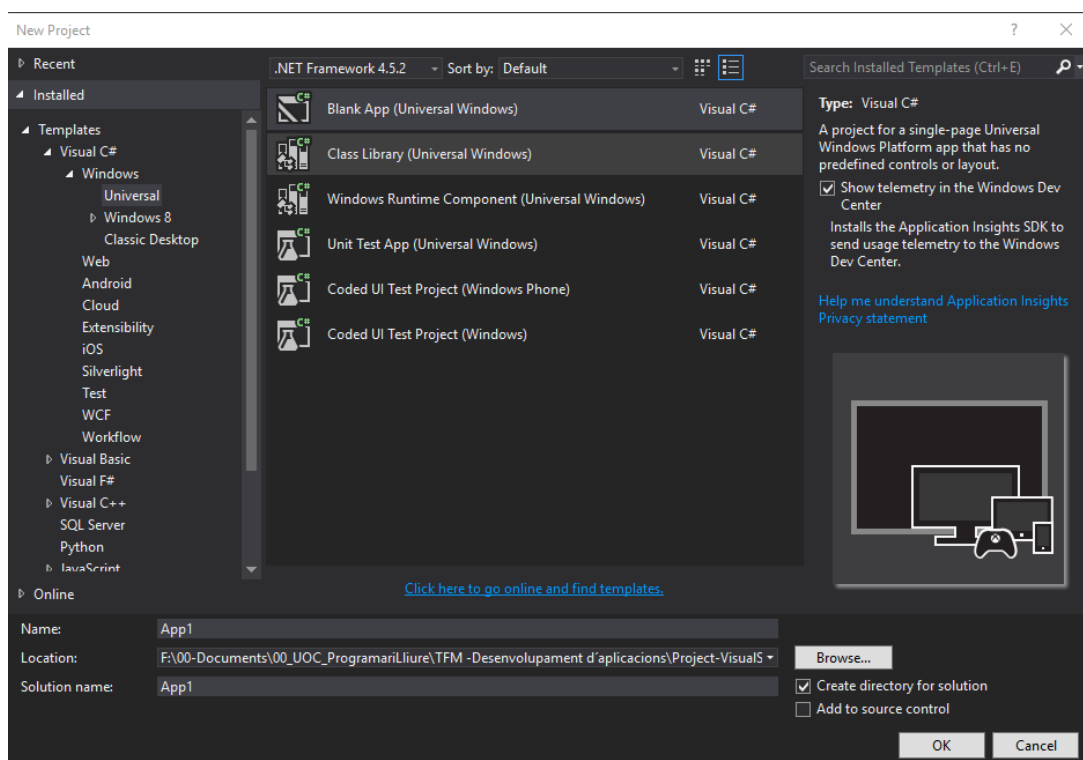 New Project
?
Recent
.NET Framework 4.5.2
Sort by: Default
Search Installed Templates (Ctrl+E)
Installed
Templates
Visual C#
Windows
Universal
Windows 8
Classic Desktop
Web
Android
Cloud
Extensibility
iOS
Silverlight
Test
WCF
Workflow
Visual Basic
Visual F#
Visual C++
SQL Server
Python
JavaScript
Online
C# Blank App (Universal Windows) Visual C#
C# Class Library (Universal Windows) Visual C#
C# Windows Runtime Component (Universal Windows) Visual C#
C# Unit Test App (Universal Windows) Visual C#
C# Coded UI Test Project (Windows Phone) Visual C#
C# Coded UI Test Project (Windows) Visual C#
Click here to go online and find templates.
Type: Visual C#
A project for a single-page Universal
Windows Platform app that has no
predefined controls or layout.
Show telemetry in the Windows Dev
Center
Installs the Application Insights SDK to
send usage telemetry to the Windows
Dev Center.
Help me understand Application Insights
Privacy statement
Name: App1
Location: F:\00-Documents\00_UOC_ProgramariLliure\TFM -Desenvolupament d´aplicacions\Project-VisualS
Browse...
Solution name: App1
Create directory for solution
Add to source control
OK
Cancel